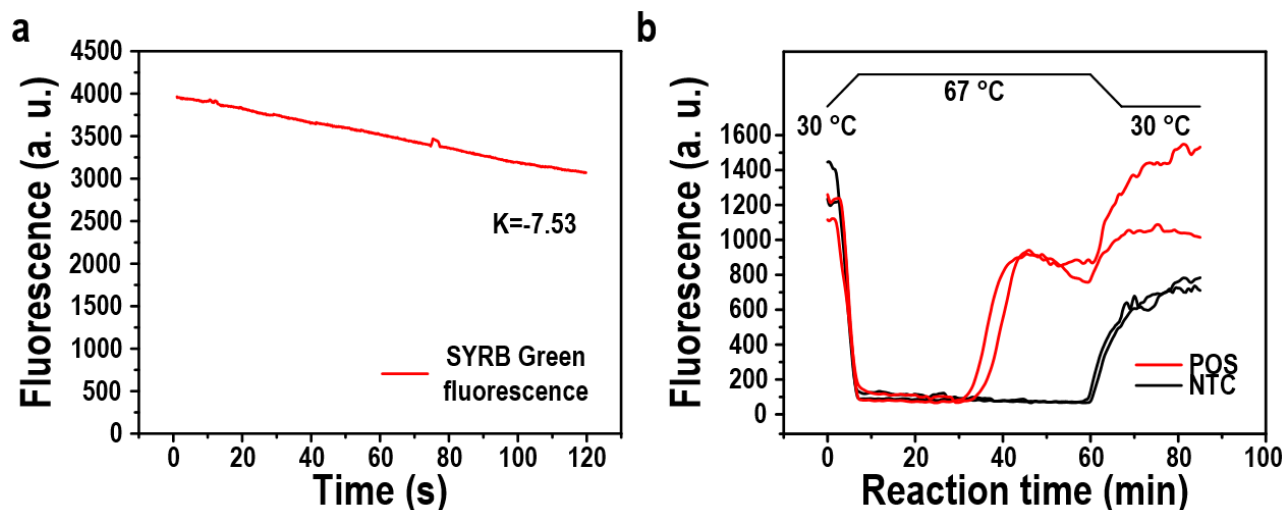 a
Fluorescence (a. u.)
4500
4000
3500
3000
2500
2000
1500
1000
500
0
K=-7.53
SYRB Green
fluorescence
0 20 40 60 80 100 120
Time (s)
b
Fluorescence (a. u.)
67 °C
30 °C 30 °C
1600
1400
1200
1000
800
600
400
200
0
POS
NTC
0 20 40 60 80 100
Reaction time (min)